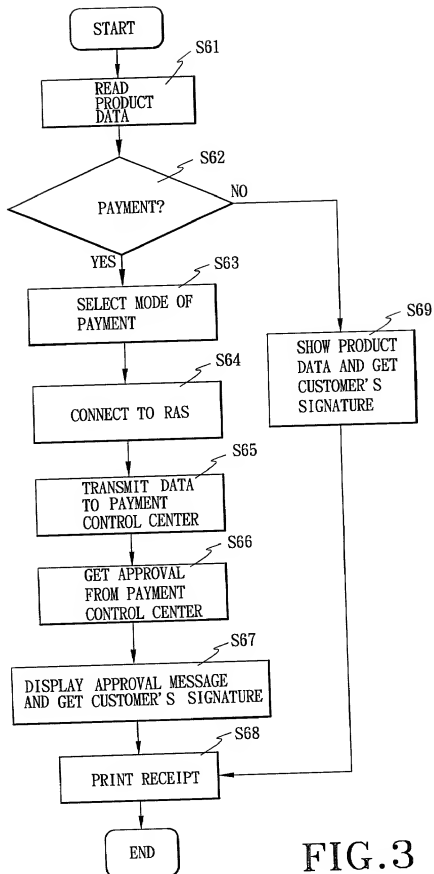 START
S61
READ
PRODUCT
DATA
S62
PAYMENT?
NO
YES
S63
SELECT MODE OF
PAYMENT
S69
SHOW PRODUCT
DATA AND GET
CUSTOMER'S
SIGNATURE
S64
CONNECT TO RAS
S65
TRANSMIT DATA
TO PAYMENT
CONTROL CENTER
S66
GET APPROVAL
FROM PAYMENT
CONTROL CENTER
S67
DISPLAY APPROVAL MESSAGE
AND GET CUSTOMER'S SIGNATURE
S68
PRINT RECEIPT
END
FIG.3